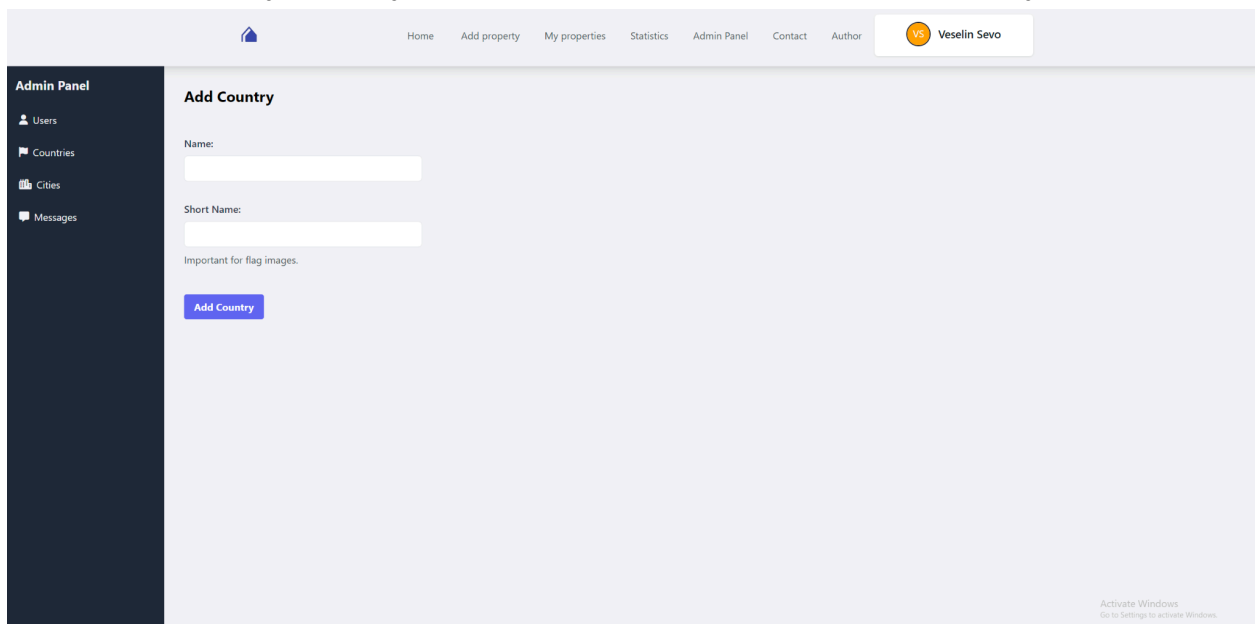 Home Add property My properties Statistics Admin Panel Contact Author VS Veselin Sevo
Admin Panel
Users
Countries
Cities
Messages
Add Country
Name:
Short Name:
Important for flag images.
Add Country
Activate Windows
Go to Settings to activate Windows.